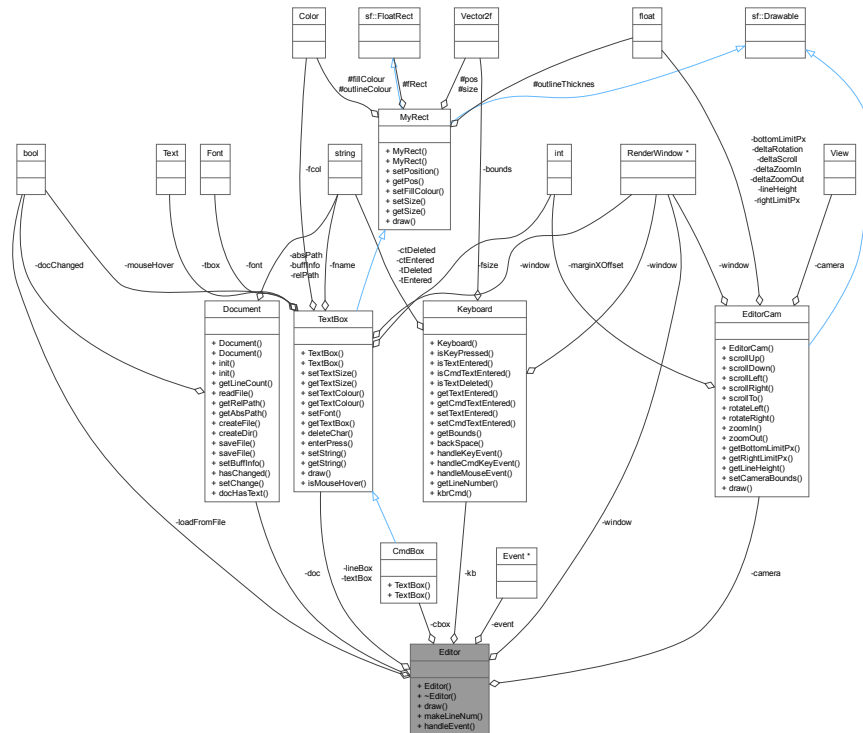 Color
sf::FloatRect
Vector2f
float
sf::Drawable
#fillColour
#outlineColour
#fRect
#pos
#size
#outlineThicknes
MyRect
+ MyRect()
+ MyRect()
+ setPosition()
+ getPos()
+ setFillColour()
+ setSize()
+ getSize()
+ draw()
bool
Text
Font
string
int
RenderWindow *
View
-fcol
-bounds
-bottomLimitPx
-deltaRotation
-deltaScroll
-deltaZoomIn
-deltaZoomOut
-lineHeight
-rightLimitPx
-docChanged
-mouseHover
-tbox
-font
-absPath
-buffInfo
-relPath
-fname
-ctDeleted
-ctEntered
-tDeleted
-tEntered
-fsize
-window
-marginXOffset
-window
-window
-camera
Document
+ Document()
+ Document()
+ init()
+ init()
+ getLineCount()
+ readFile()
+ getRelPath()
+ getAbsPath()
+ createFile()
+ createDir()
+ saveFile()
+ saveFile()
+ setBuffInfo()
+ hasChanged()
+ setChange()
+ docHasText()
TextBox
+ TextBox()
+ TextBox()
+ setTextSize()
+ getTextSize()
+ setTextColour()
+ getTextColour()
+ setFont()
+ getTextBox()
+ deleteChar()
+ enterPress()
+ setString()
+ getString()
+ draw()
+ isMouseHover()
Keyboard
+ Keyboard()
+ isKeyPressed()
+ isTextEntered()
+ isCmdTextEntered()
+ isTextDeleted()
+ getTextEntered()
+ getCmdTextEntered()
+ setTextEntered()
+ setCmdTextEntered()
+ getBounds()
+ backSpace()
+ handleKeyEvent()
+ handleCmdKeyEvent()
+ handleMouseEvent()
+ getLineNumber()
+ kbrCmd()
EditorCam
+ EditorCam()
+ scrollUp()
+ scrollDown()
+ scrollLeft()
+ scrollRight()
+ scrollTo()
+ rotateLeft()
+ rotateRight()
+ zoomIn()
+ zoomOut()
+ getBottomLimitPx()
+ getRightLimitPx()
+ getLineHeight()
+ setCameraBounds()
+ draw()
-loadFromFile
-window
CmdBox
+ TextBox()
+ TextBox()
Event *
-doc
-lineBox
-textBox
-kb
-camera
-cbox
-event
Editor
+ Editor()
+ ~Editor()
+ draw()
+ makeLineNum()
+ handleEvent()